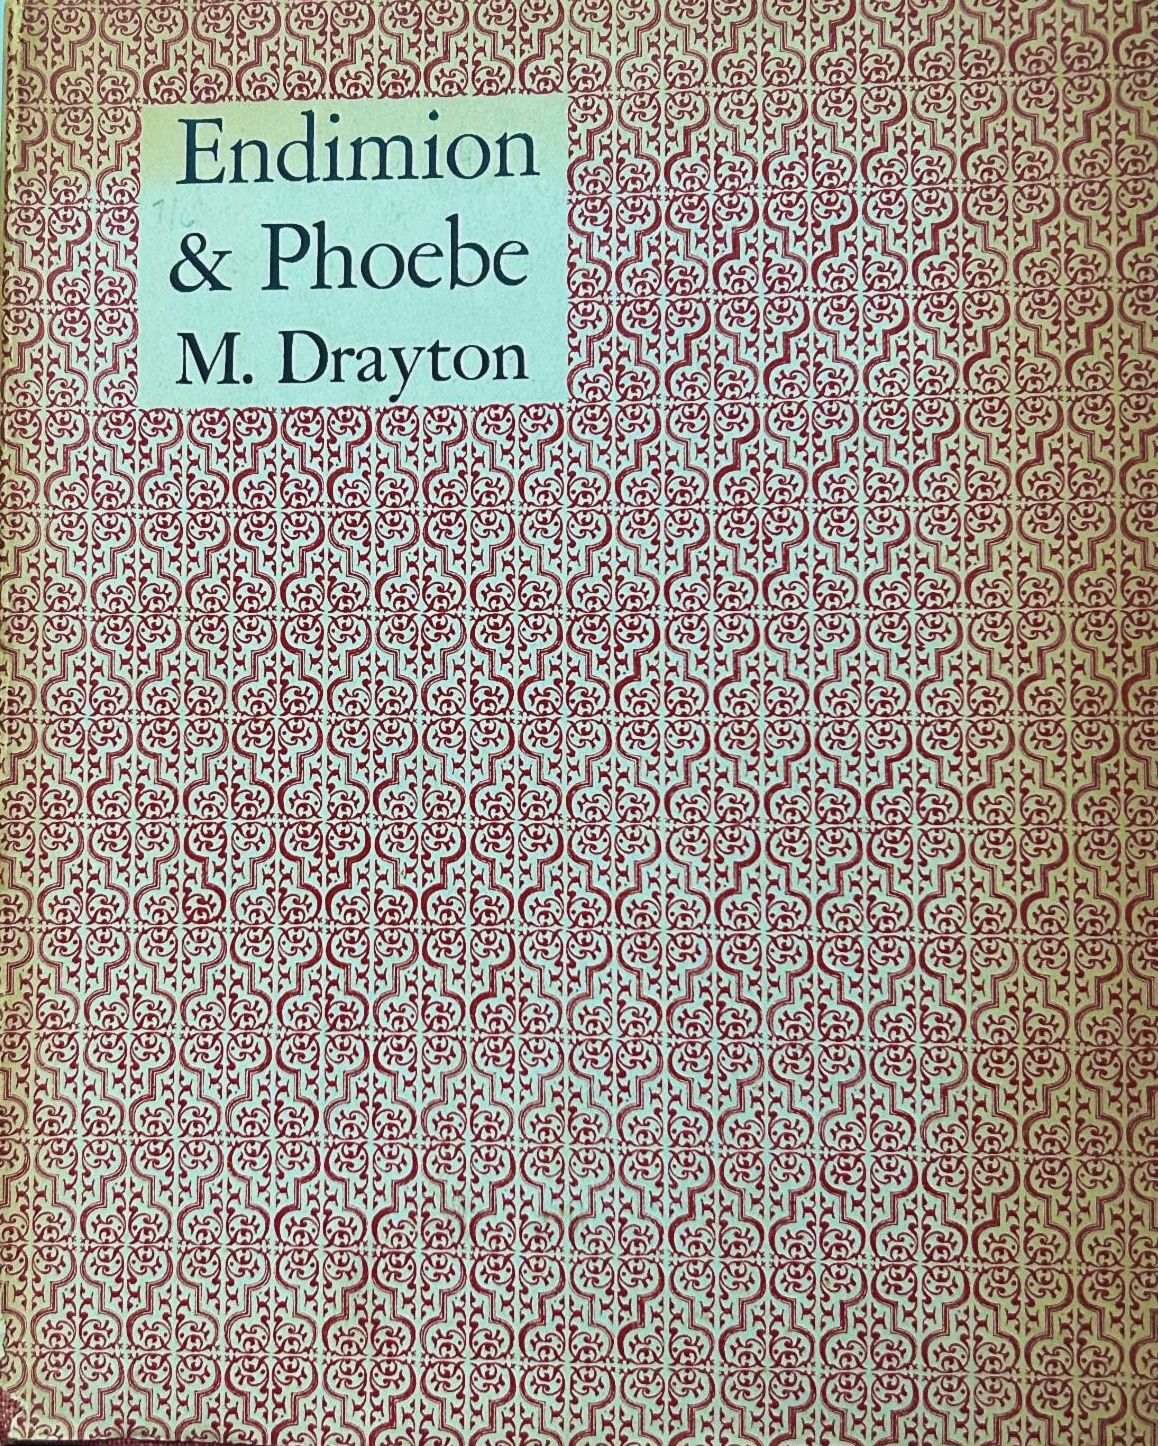 Endimion
& Phoebe
M. Drayton